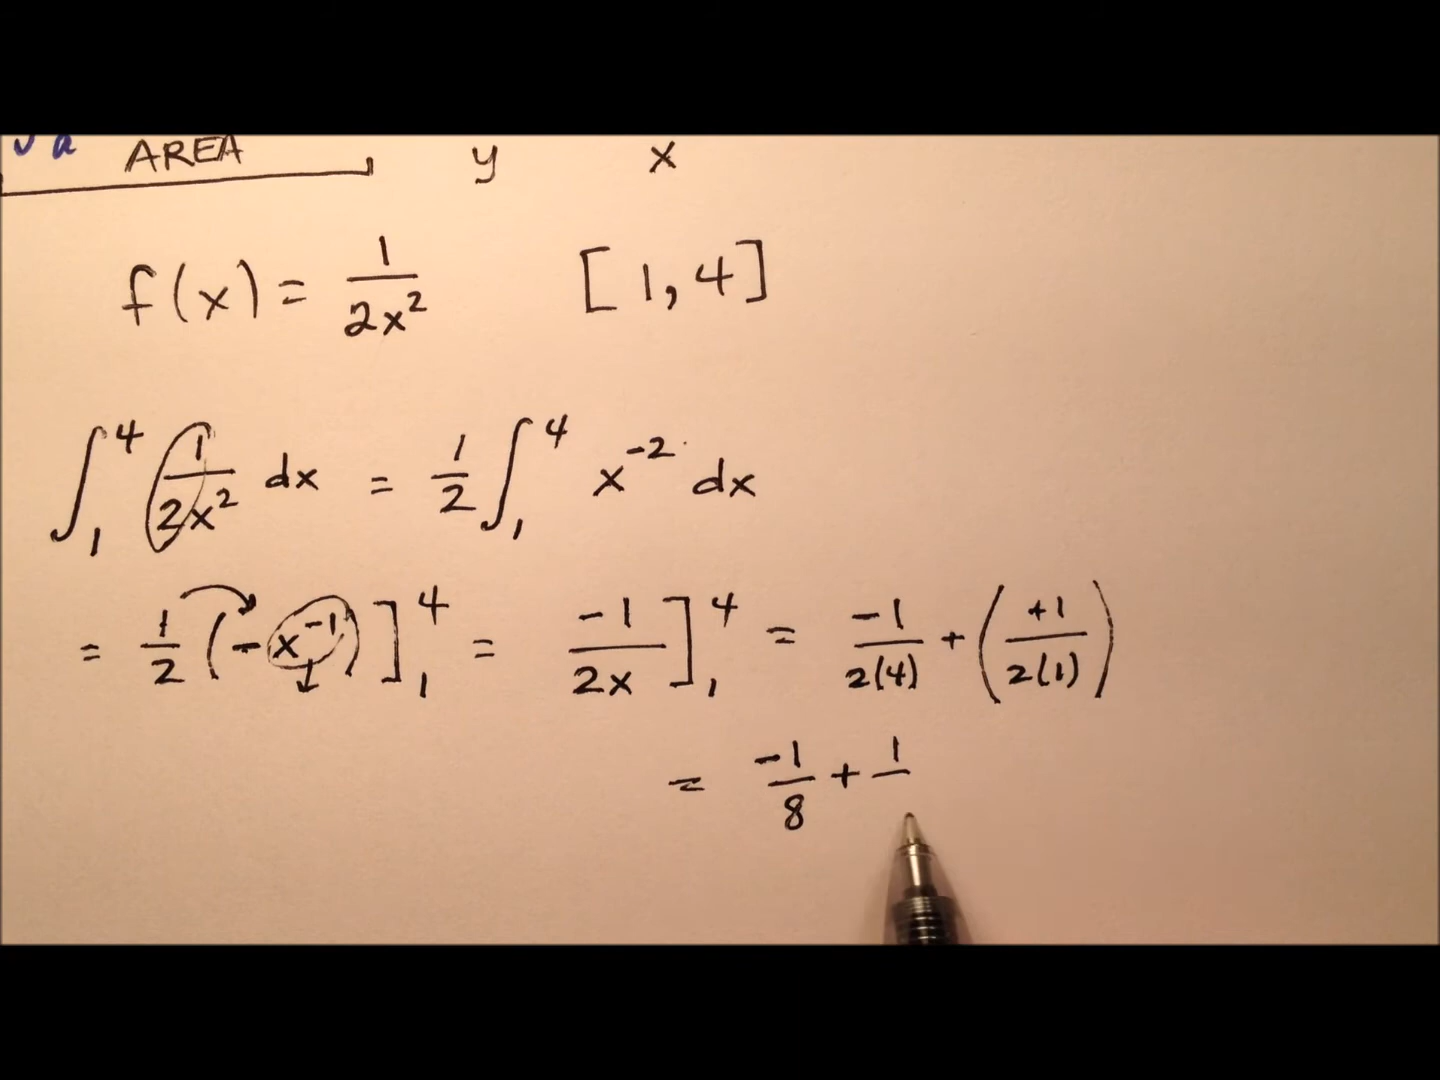 a AREA y x
f(x) = 1/2x² [1,4]
∫₁⁴ 1/2x² dx = 1/2 ∫₁⁴ x⁻² dx
= 1/2 (-x⁻¹)]₁⁴ = -1/2x]₁⁴ = -1/2(4) + (+1/2(1))
= -1/8 + 1/